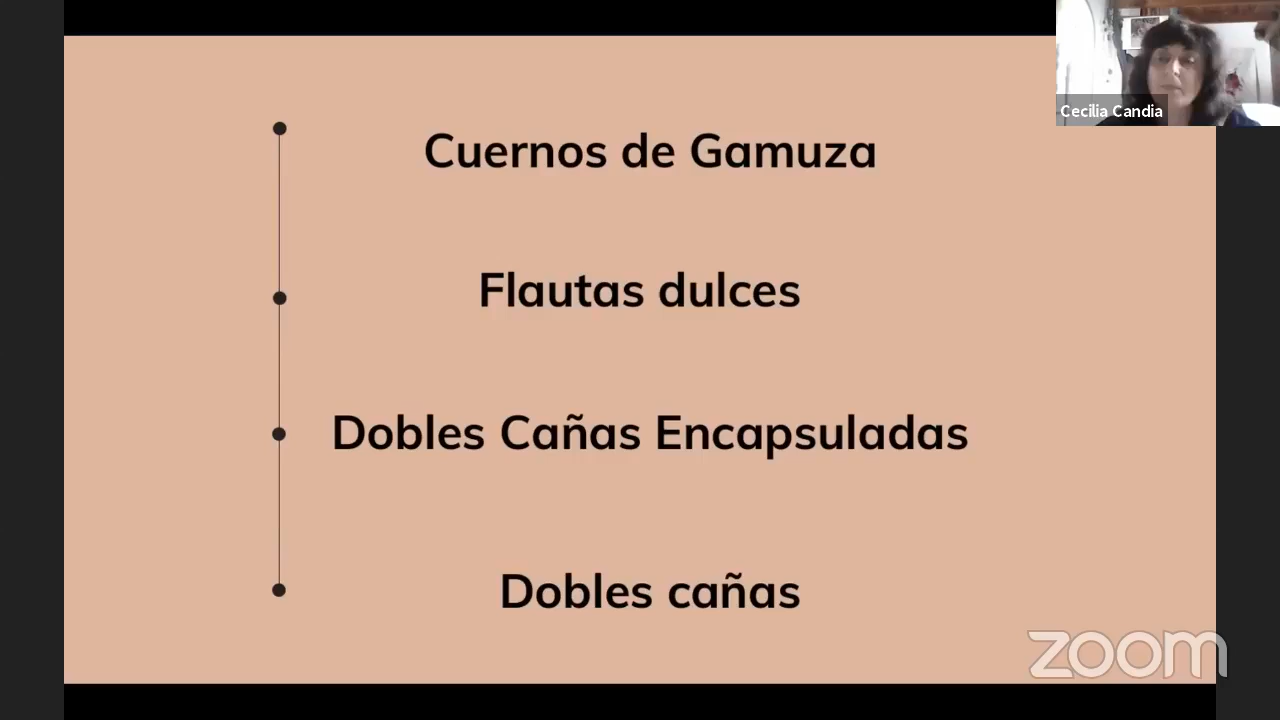 Cecilia Candia
Cuernos de Gamuza
Flautas dulces
Dobles Cañas Encapsuladas
Dobles cañas
zoom